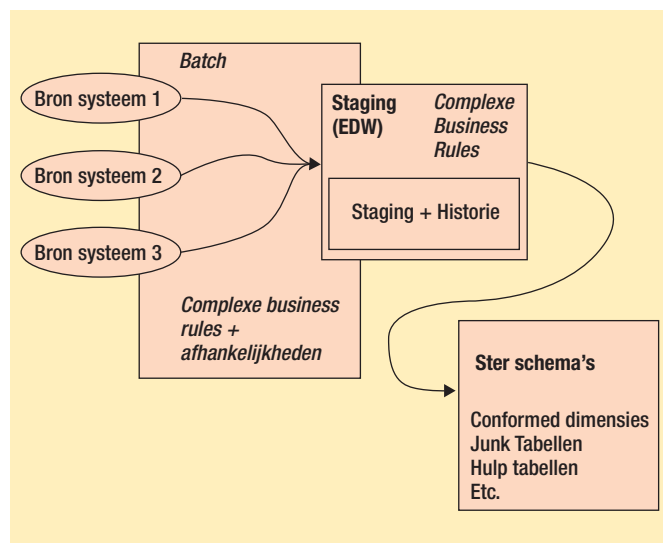 Batch
Bron systeem 1
Bron systeem 2
Bron systeem 3
Complexe business
rules +
afhankelijkheden
Staging
(EDW)
Complexe
Business
Rules
Staging + Historie
Ster schema's
Conformed dimensies
Junk Tabellen
Hulp tabellen
Etc.